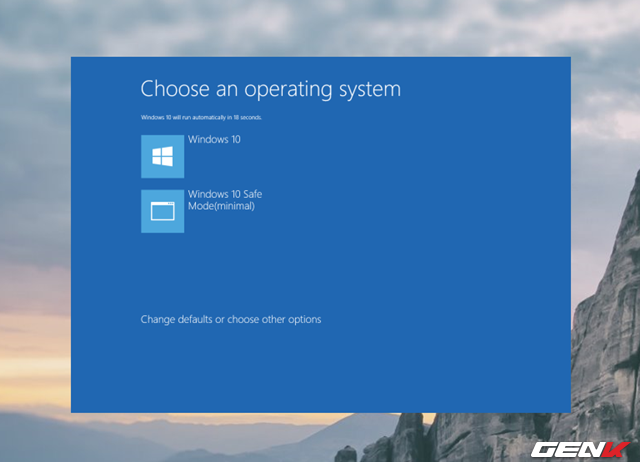 Choose an operating system
Windows 10 will run automatically in 18 seconds.
Windows 10
Windows 10 Safe
Mode(minimal)
Change defaults or choose other options
GENK